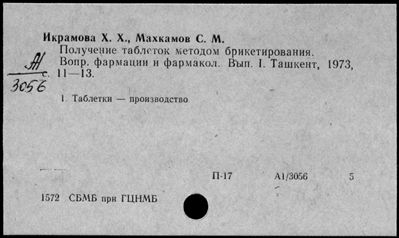 Икрамова Х. Х., Махкамов С. М.
Получение таблеток методом брикетирования.
Вопр. фармации и фармакол. Вып. I. Ташкент, 1973,
с. 11—13.
А1
3056
1. Таблетки — производство
П-17 А1/3056 5
1572 СБМБ при ГЦНМБ